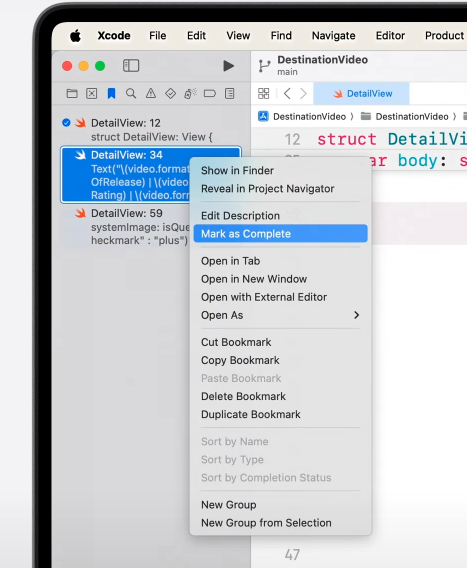 Xcode File Edit View Find Navigate Editor Product
DestinationVideo
main
DetailView
DestinationVideo DestinationVideo
DetailView: 12
struct DetailView: View {
12 struct DetailVi
DetailView: 34
Text("\(video.format
OfRelease) | \(video
Rating) | \(video.
ar body: s
DetailView: 59
systemImage: isQue
heckmark" : "plus")
Show in Finder
Reveal in Project Navigator
Edit Description
Mark as Complete
Open in Tab
Open in New Window
Open with External Editor
Open As
Cut Bookmark
Copy Bookmark
Paste Bookmark
Delete Bookmark
Duplicate Bookmark
Sort by Name
Sort by Type
Sort by Completion Status
New Group
New Group from Selection
47